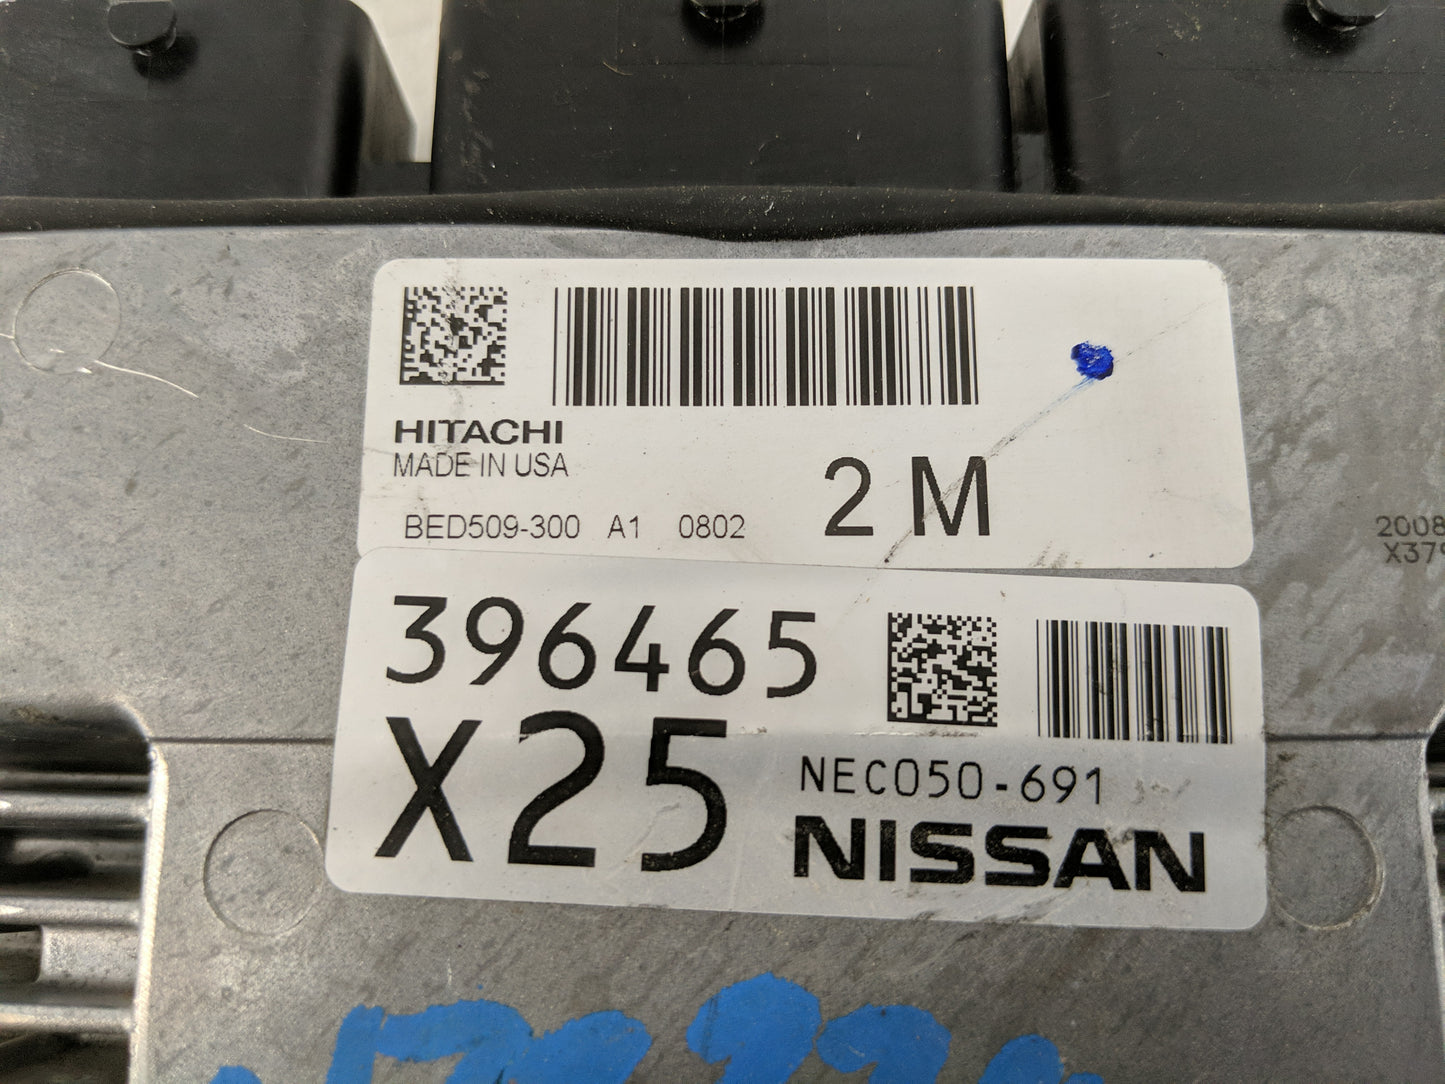 HITACHI
MADE IN USA
BED509-300 A1 0802
2 M
2008
396465
X25
NEC050-691
NISSAN